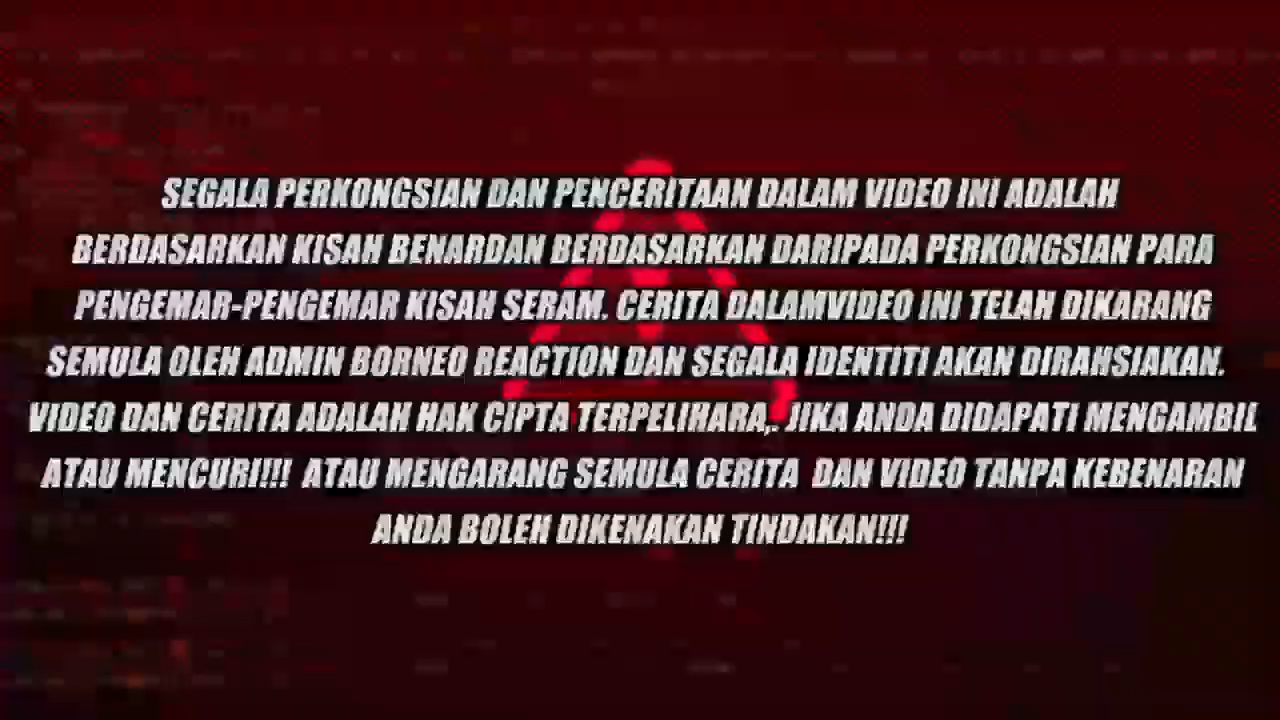 SEGALA PERKONGSIAN DAN PENCERITAAN DALAM VIDEO INI ADALAH
BERDASARKAN KISAH BENARDAN BERDASARKAN DARIPADA PERKONGSIAN PARA
PENGEMAR-PENGEMAR KISAH SERAM. CERITA DALAMVIDEO INI TELAH DIKARANG
SEMULA OLEH ADMIN BORNEO REACTION DAN SEGALA IDENTITI AKAN DIRAHSIAKAN.
VIDEO DAN CERITA ADALAH HAK CIPTA TERPELIHARA,. JIKA ANDA DIDAPATI MENGAMBIL
ATAU MENCURI!!! ATAU MENGARANG SEMULA CERITA DAN VIDEO TANPA KEBENARAN
ANDA BOLEH DIKENAKAN TINDAKAN!!!